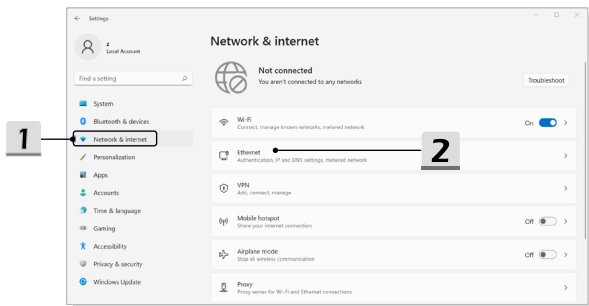 ← Settings
z
Local Account
Find a setting
System
Bluetooth & devices
1
Network & internet
Personalization
Apps
Accounts
Time & language
Gaming
Accessibility
Privacy & security
Windows Update
Network & internet
Not connected
You aren't connected to any networks
Troubleshoot
Wi-Fi
Connect, manage known networks, metered network
On
Ethernet
Authentication, IP and DNS settings, metered network
2
VPN
Add, connect, manage
Mobile hotspot
Share your internet connection
Off
Airplane mode
Stop all wireless communication
Off
Proxy
Proxy server for Wi-Fi and Ethernet connections